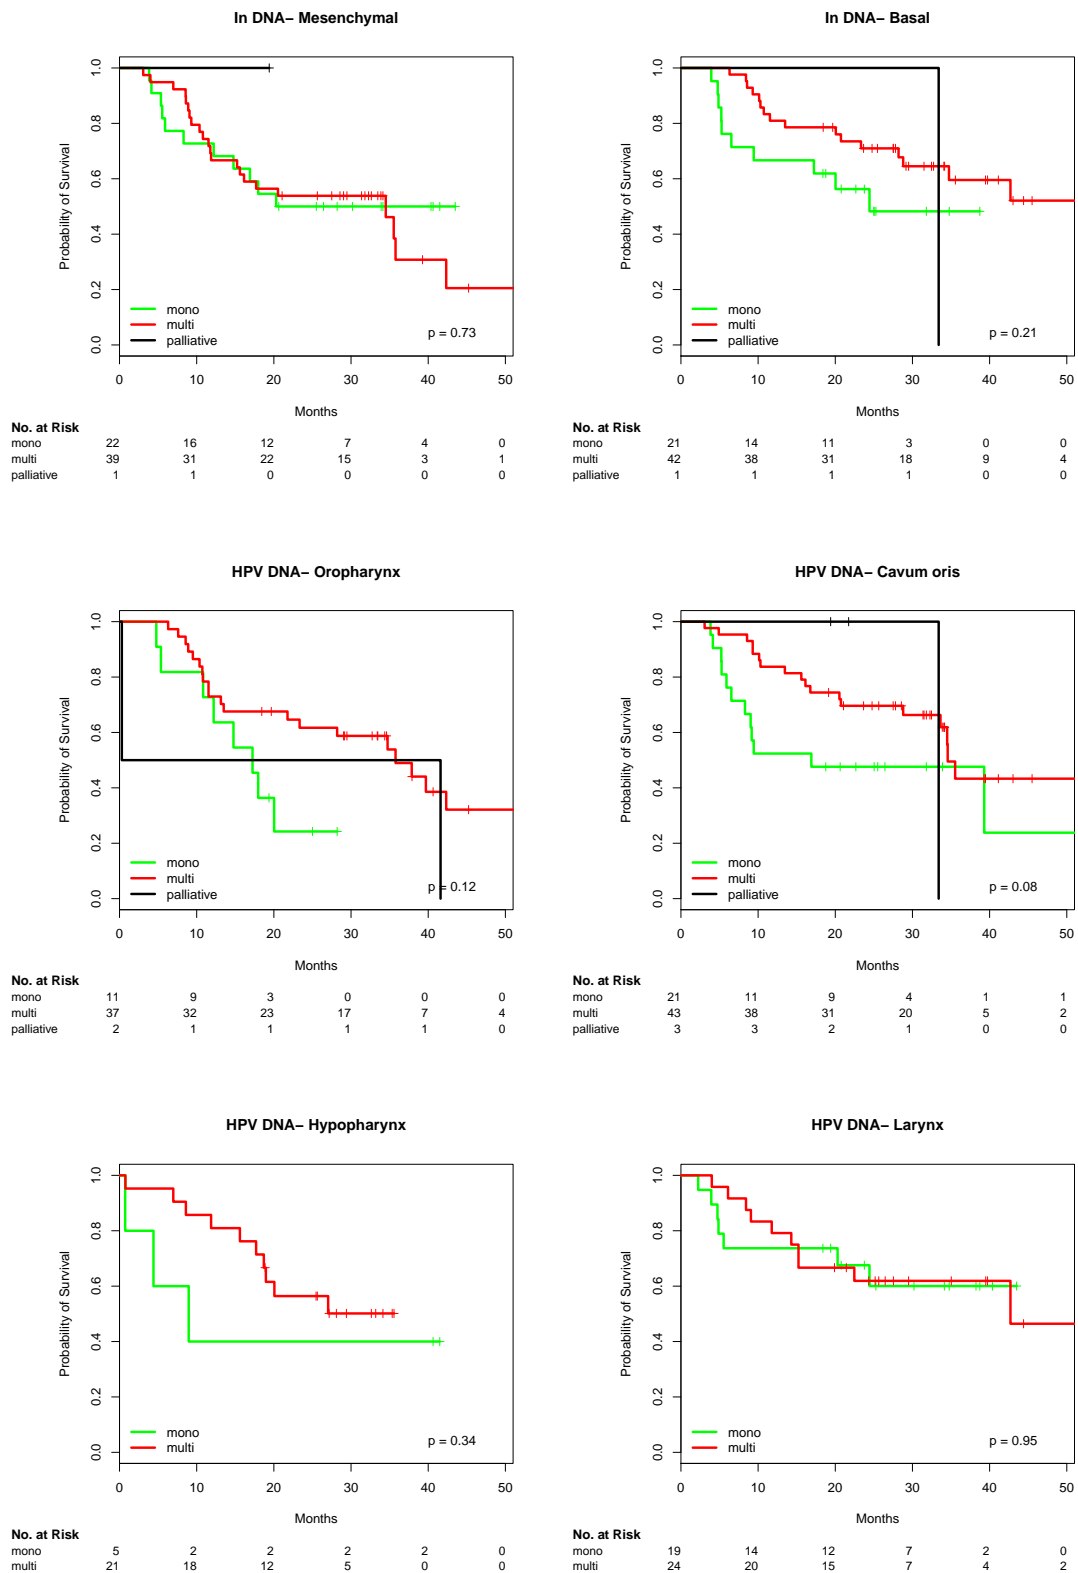 In DNA− Mesenchymal
Probability of Survival
1.0
0.8
0.6
0.4
0.2
0.0
mono
multi
palliative
p = 0.73
0 10 20 30 40 50
Months
No. at Risk
mono 22 16 12 7 4 0
multi 39 31 22 15 3 1
palliative 1 1 0 0 0 0
In DNA− Basal
Probability of Survival
1.0
0.8
0.6
0.4
0.2
0.0
mono
multi
palliative
p = 0.21
0 10 20 30 40 50
Months
No. at Risk
mono 21 14 11 3 0 0
multi 42 38 31 18 9 4
palliative 1 1 1 1 0 0
HPV DNA− Oropharynx
Probability of Survival
1.0
0.8
0.6
0.4
0.2
0.0
mono
multi
palliative
p = 0.12
0 10 20 30 40 50
Months
No. at Risk
mono 11 9 3 0 0 0
multi 37 32 23 17 7 4
palliative 2 1 1 1 1 0
HPV DNA− Cavum oris
Probability of Survival
1.0
0.8
0.6
0.4
0.2
0.0
mono
multi
palliative
p = 0.08
0 10 20 30 40 50
Months
No. at Risk
mono 21 11 9 4 1 1
multi 43 38 31 20 5 2
palliative 3 3 2 1 0 0
HPV DNA− Hypopharynx
Probability of Survival
1.0
0.8
0.6
0.4
0.2
0.0
mono
multi
p = 0.34
0 10 20 30 40 50
Months
No. at Risk
mono 5 2 2 2 2 0
multi 21 18 12 5 0 0
HPV DNA− Larynx
Probability of Survival
1.0
0.8
0.6
0.4
0.2
0.0
mono
multi
p = 0.95
0 10 20 30 40 50
Months
No. at Risk
mono 19 14 12 7 2 0
multi 24 20 15 7 4 2